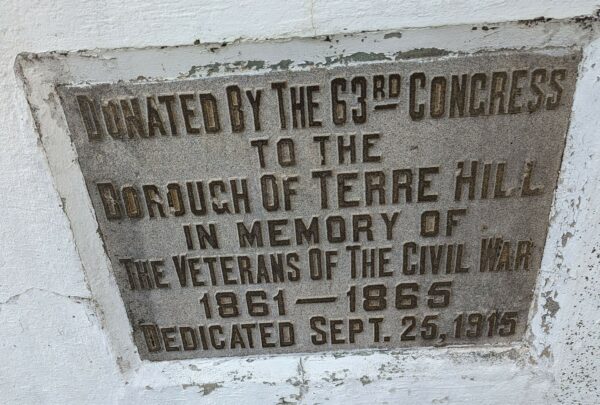 DONATED BY THE 63RD CONGRESS
TO THE
BOROUGH OF TERRE HILL
IN MEMORY OF
THE VETERANS OF THE CIVIL WAR
1861 — 1865
DEDICATED SEPT. 25, 1915